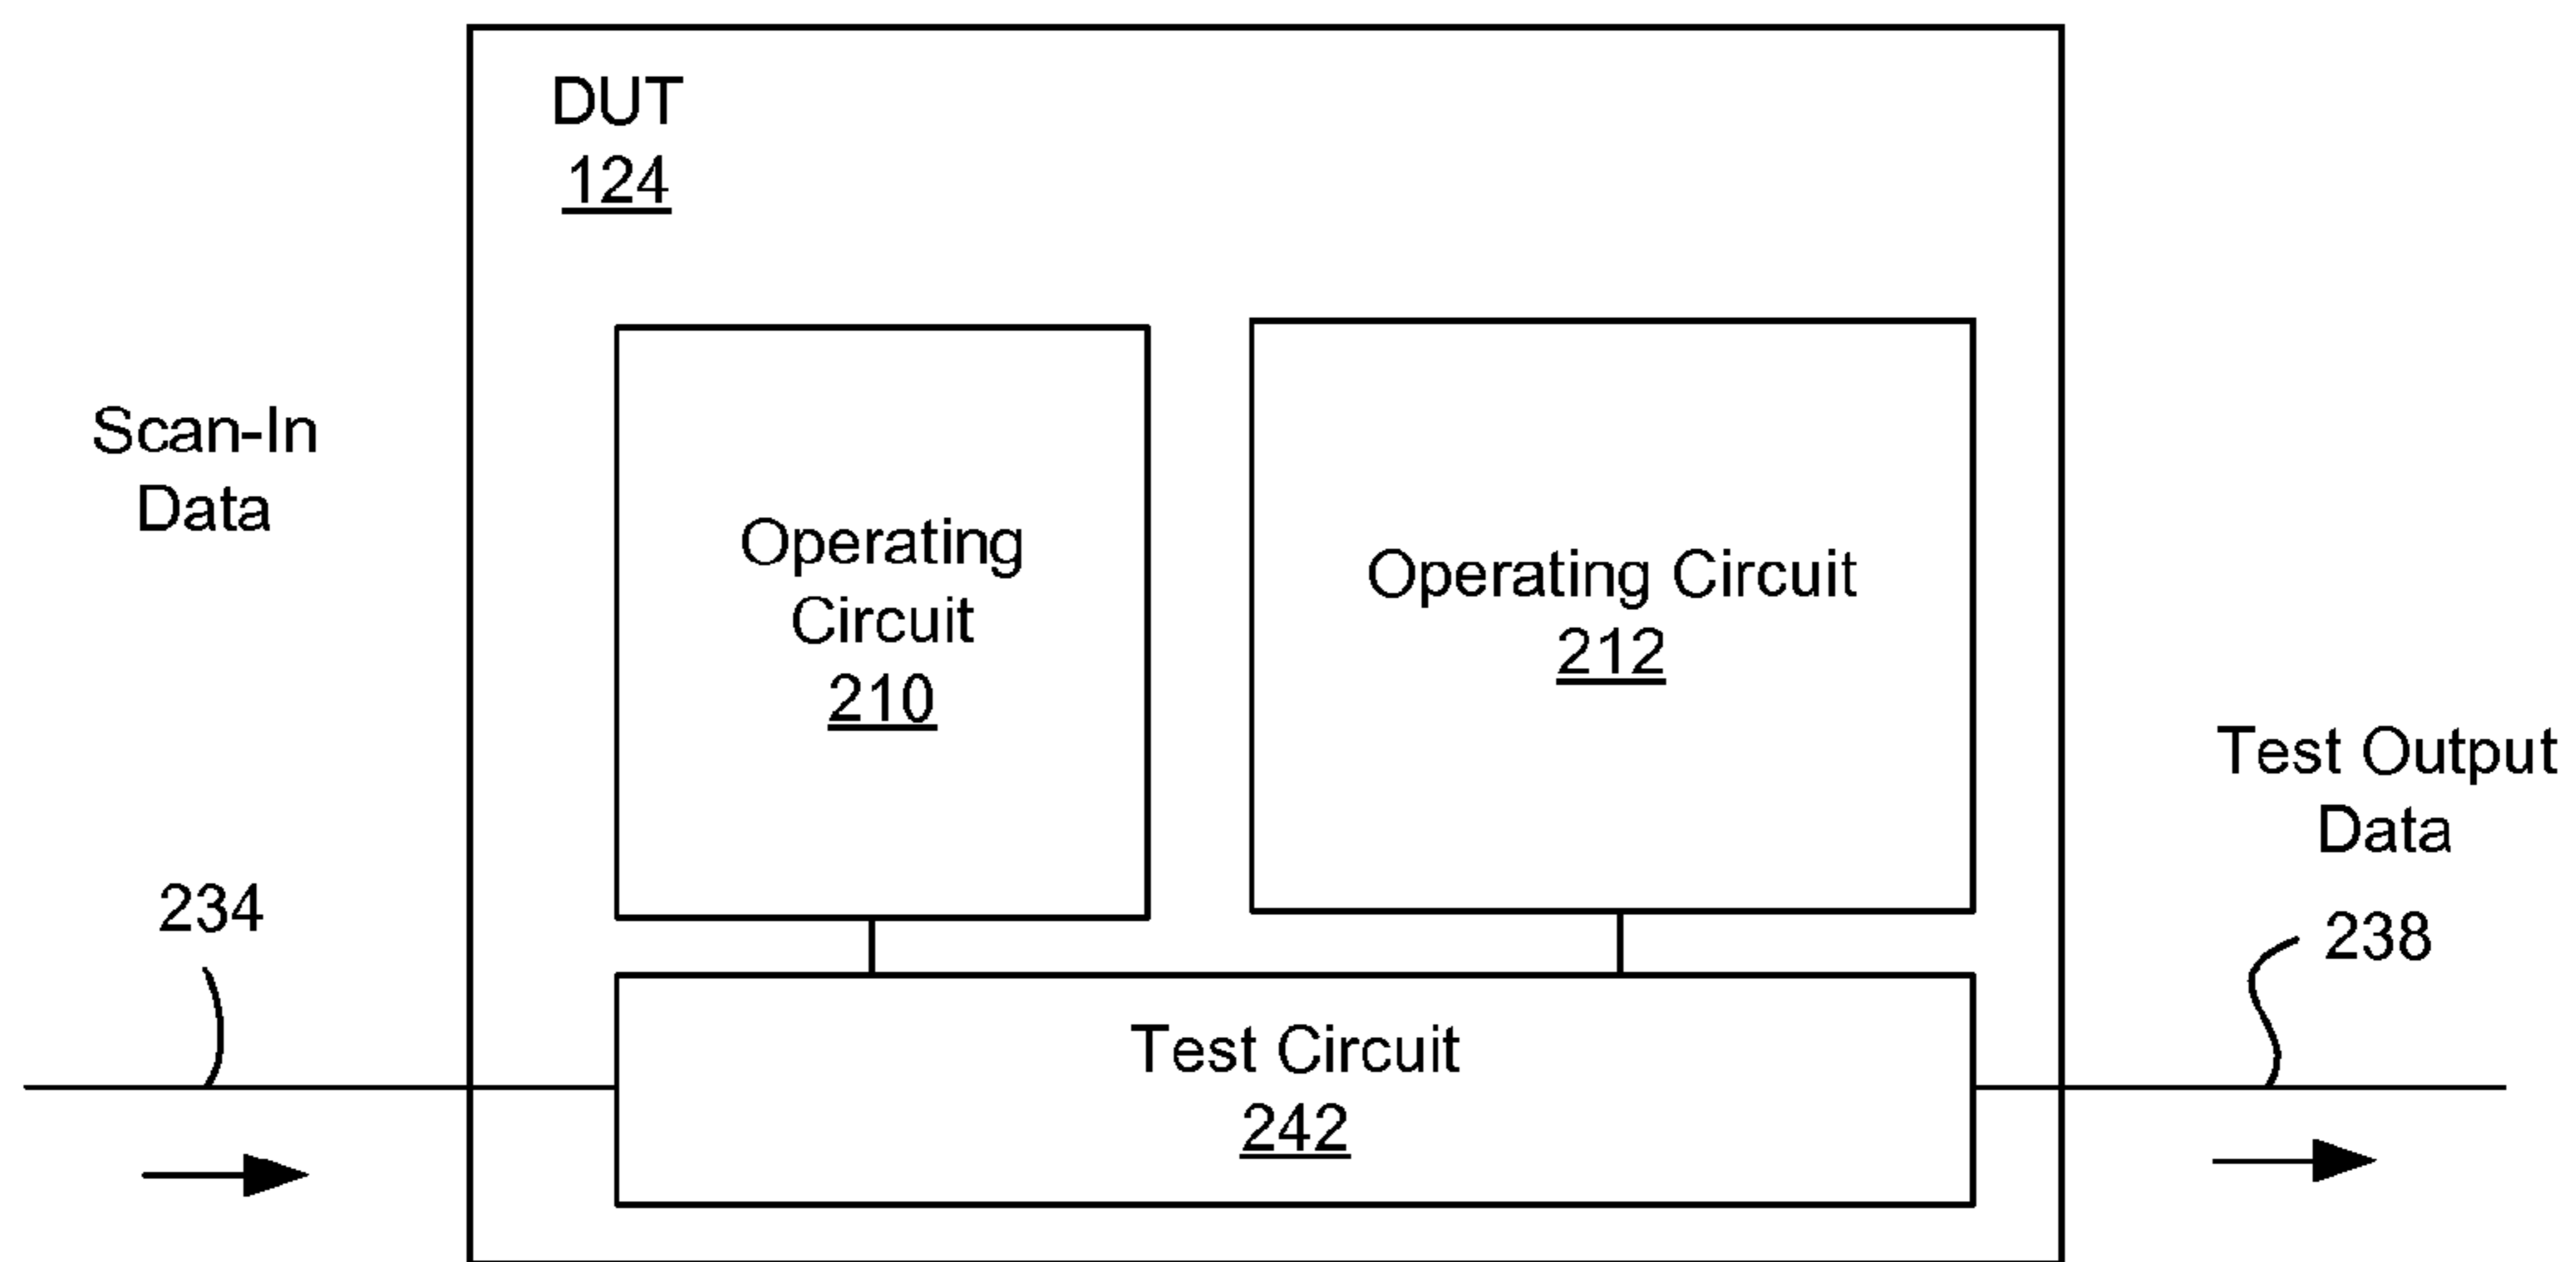 DUT
124
Scan-In
Data
Operating
Circuit
210
Operating Circuit
212
Test Output
Data
234
238
Test Circuit
242